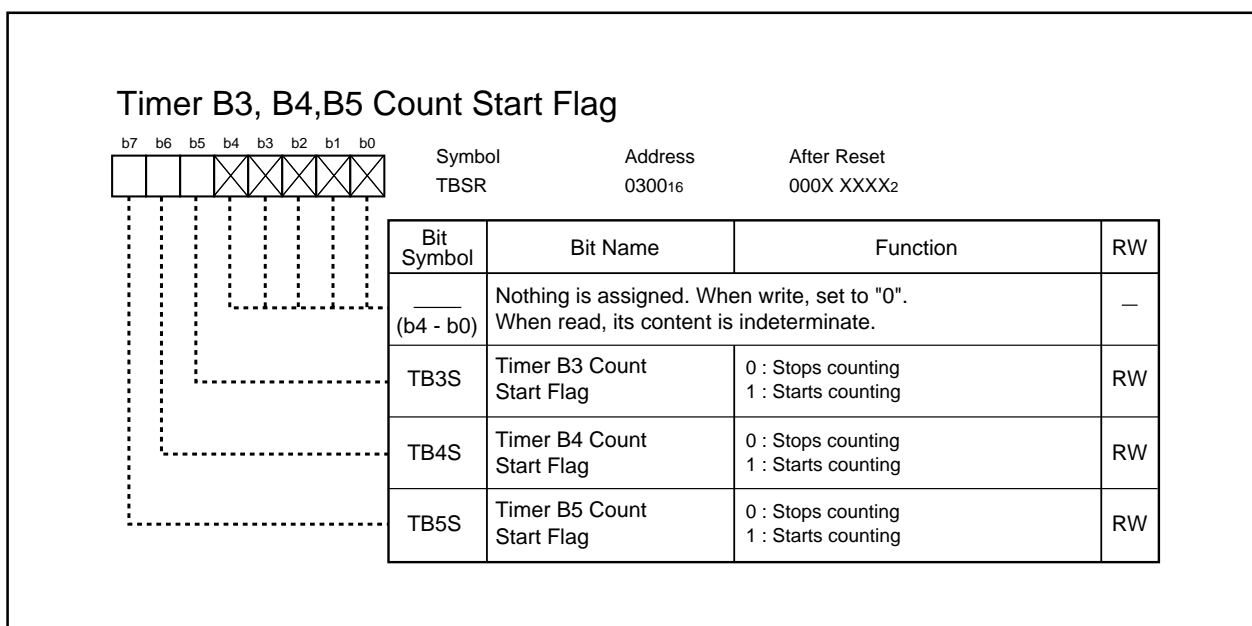 Timer B3, B4,B5 Count Start Flag
b7 b6 b5 b4 b3 b2 b1 b0
Symbol Address After Reset
TBSR 030016 000X XXXX2
Bit Symbol Bit Name Function RW
(b4 - b0) Nothing is assigned. When write, set to "0".
When read, its content is indeterminate. —
TB3S Timer B3 Count
Start Flag 0 : Stops counting
1 : Starts counting RW
TB4S Timer B4 Count
Start Flag 0 : Stops counting
1 : Starts counting RW
TB5S Timer B5 Count
Start Flag 0 : Stops counting
1 : Starts counting RW